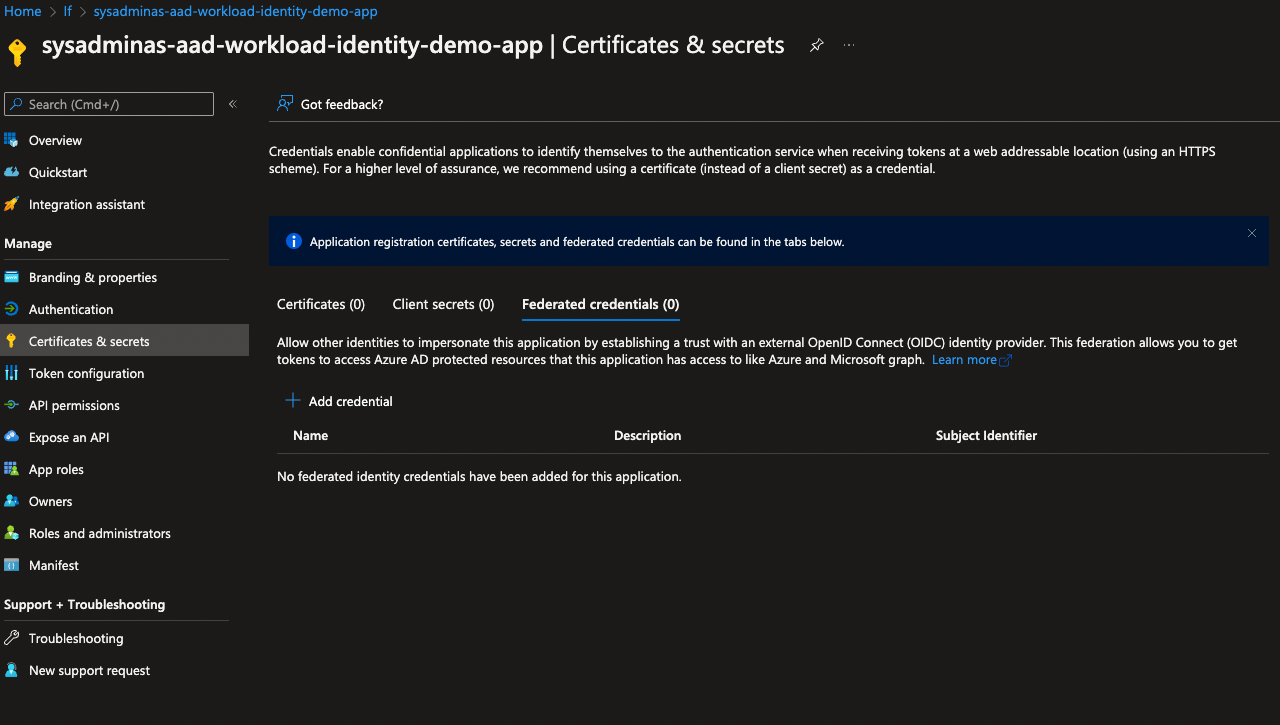 Home > If > sysadminas-aad-workload-identity-demo-app
sysadminas-aad-workload-identity-demo-app | Certificates & secrets
Search (Cmd+/)
Overview
Quickstart
Integration assistant
Manage
Branding & properties
Authentication
Certificates & secrets
Token configuration
API permissions
Expose an API
App roles
Owners
Roles and administrators
Manifest
Support + Troubleshooting
Troubleshooting
New support request
Got feedback?
Credentials enable confidential applications to identify themselves to the authentication service when receiving tokens at a web addressable location (using an HTTPS
scheme). For a higher level of assurance, we recommend using a certificate (instead of a client secret) as a credential.
Application registration certificates, secrets and federated credentials can be found in the tabs below.
Certificates (0) Client secrets (0) Federated credentials (0)
Allow other identities to impersonate this application by establishing a trust with an external OpenID Connect (OIDC) identity provider. This federation allows you to get
tokens to access Azure AD protected resources that this application has access to like Azure and Microsoft graph. Learn more
Add credential
Name Description Subject Identifier
No federated identity credentials have been added for this application.